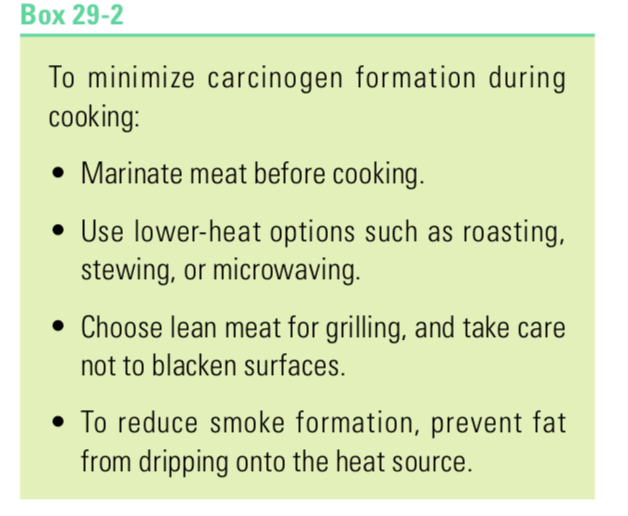 Box 29-2
To minimize carcinogen formation during
cooking:
• Marinate meat before cooking.
• Use lower-heat options such as roasting,
stewing, or microwaving.
• Choose lean meat for grilling, and take care
not to blacken surfaces.
• To reduce smoke formation, prevent fat
from dripping onto the heat source.